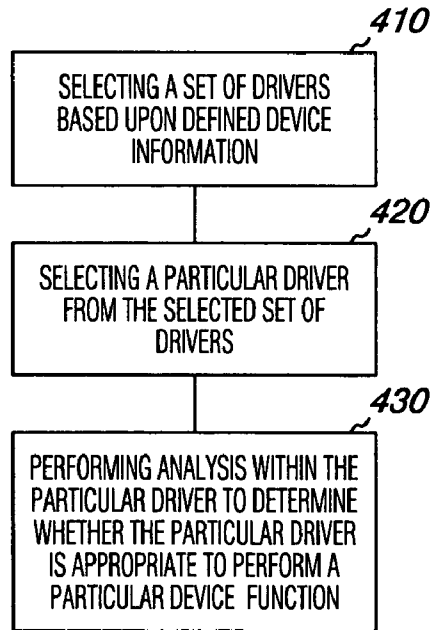 410
SELECTING A SET OF DRIVERS
BASED UPON DEFINED DEVICE
INFORMATION
420
SELECTING A PARTICULAR DRIVER
FROM THE SELECTED SET OF
DRIVERS
430
PERFORMING ANALYSIS WITHIN THE
PARTICULAR DRIVER TO DETERMINE
WHETHER THE PARTICULAR DRIVER
IS APPROPRIATE TO PERFORM A
PARTICULAR DEVICE FUNCTION